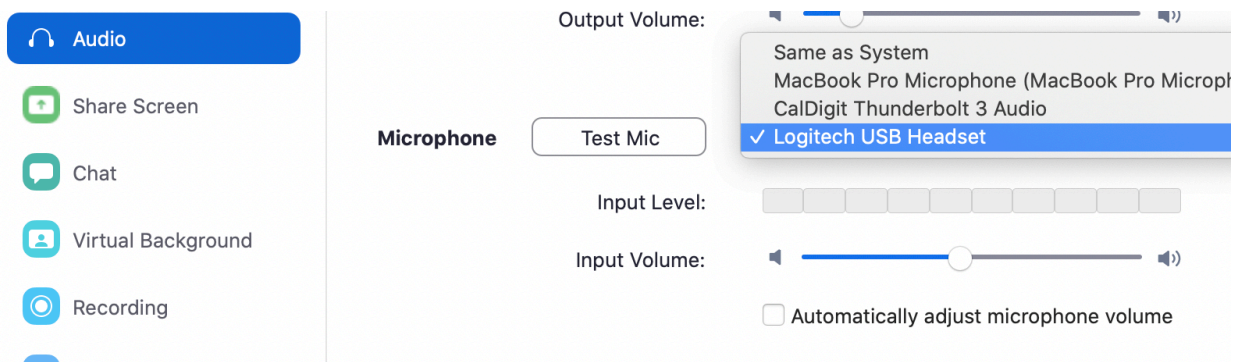 Audio
Share Screen
Chat
Virtual Background
Recording
Output Volume:
Same as System
MacBook Pro Microphone (MacBook Pro Microph
CalDigit Thunderbolt 3 Audio
Microphone
Test Mic
✓ Logitech USB Headset
Input Level:
Input Volume:
Automatically adjust microphone volume